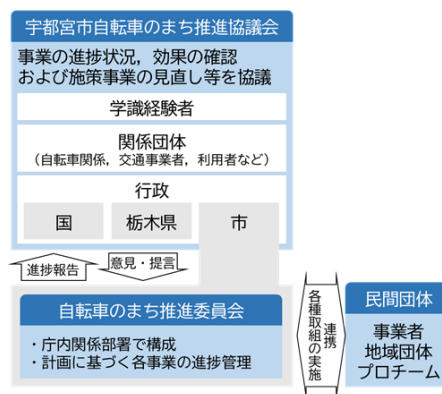 宇都宮市自転車のまち推進協議会
事業の進捗状況，効果の確認
および施策事業の見直し等を協議
学識経験者
関係団体
（自転車関係，交通事業者，利用者など）
行政
国
栃木県
市
進捗報告
意見・提言
自転車のまち推進委員会
・庁内関係部署で構成
・計画に基づく各事業の進捗管理
連携
各種取組の実施
民間団体
事業者
地域団体
プロチーム